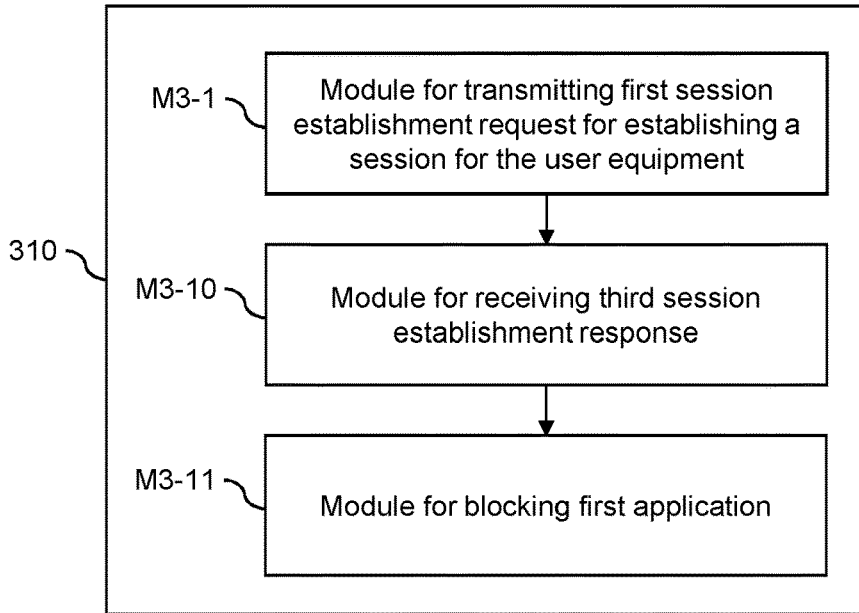 M3-1
Module for transmitting first session
establishment request for establishing a
session for the user equipment
310
M3-10
Module for receiving third session
establishment response
M3-11
Module for blocking first application